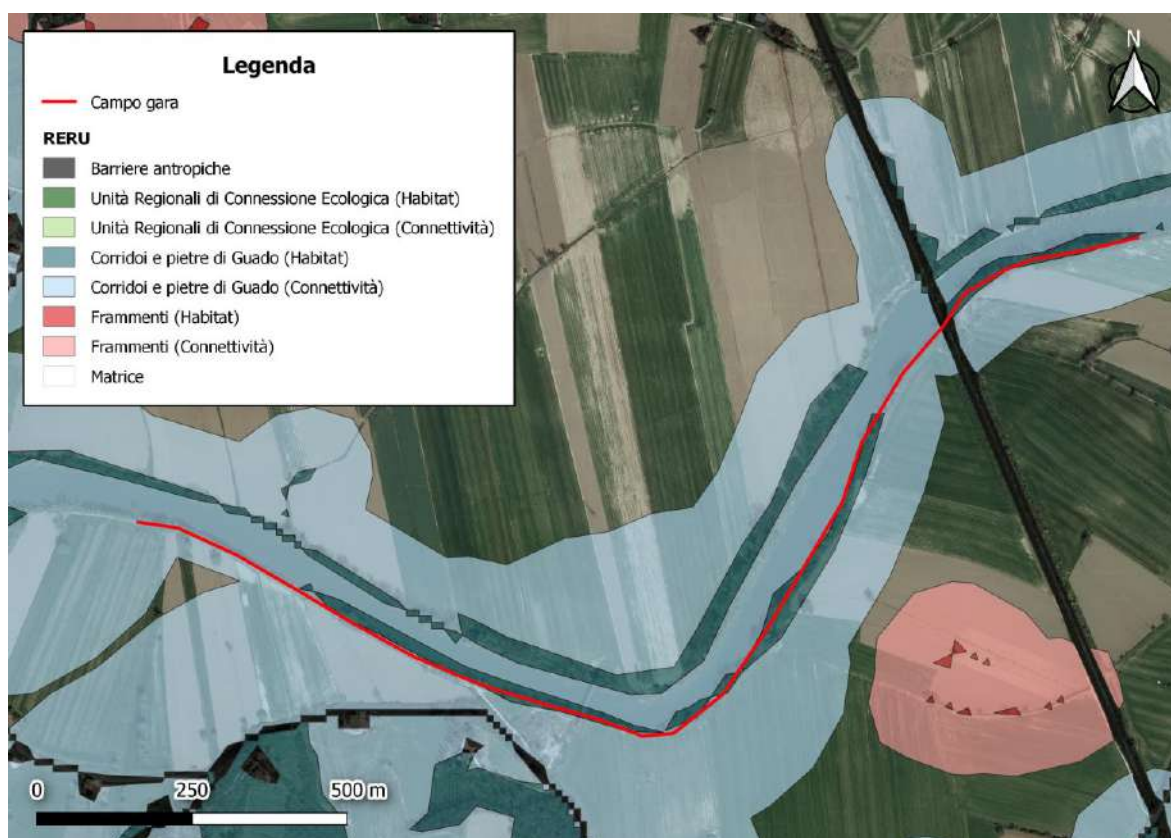 Legenda
Campo gara
RERU
Barriere antropiche
Unità Regionali di Connessione Ecologica (Habitat)
Unità Regionali di Connessione Ecologica (Connettività)
Corridoi e pietre di Guado (Habitat)
Corridoi e pietre di Guado (Connettività)
Frammenti (Habitat)
Frammenti (Connettività)
Matrice
N
0 250 500 m